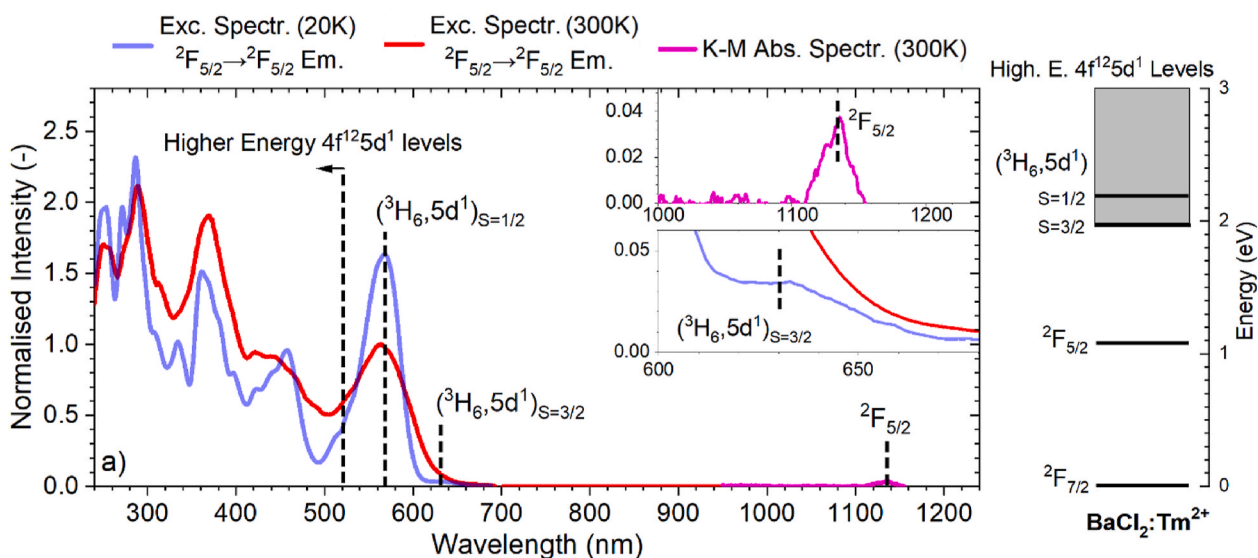 Exc. Spectr. (20K)
²F₅/₂→²F₅/₂ Em.
Exc. Spectr. (300K)
²F₅/₂→²F₅/₂ Em.
K-M Abs. Spectr. (300K)
High. E. 4f¹²5d¹ Levels
Normalised Intensity (-)
2.5
2.0
1.5
1.0
0.5
0.0
Higher Energy 4f¹²5d¹ levels
(³H₆,5d¹)S=1/2
(³H₆,5d¹)S=3/2
²F₅/₂
a)
300
400
500
600
700
800
900
1000
1100
1200
Wavelength (nm)
0.04
0.02
0.00
²F₅/₂
1000
1100
1200
0.05
0.00
(³H₆,5d¹)S=3/2
600
650
(³H₆,5d¹)
S=1/2
S=3/2
²F₅/₂
²F₇/₂
3
2
1
0
Energy (eV)
BaCl₂:Tm²⁺